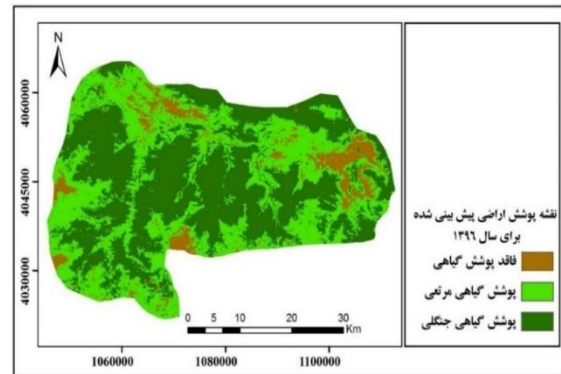 N
4060000
4045000
4030000
0 5 10 20 30
Km
1060000 1080000 1100000
نقشه پوشش اراضی پیش بینی شده
برای سال ۱۳۹۶
فاقد پوشش گیاهی
پوشش گیاهی مرتعی
پوشش گیاهی جنگلی